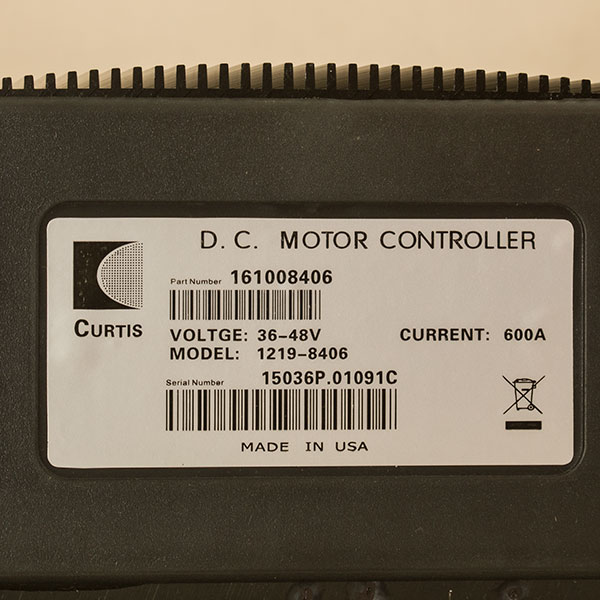 D. C. MOTOR CONTROLLER
CURTIS
Part Number 161008406
VOLTGE: 36-48V CURRENT: 600A
MODEL: 1219-8406
Serial Number 15036P.01091C
MADE IN USA